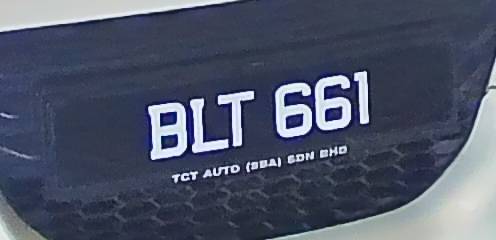 BLT 661
TCT AUTO (SBA) SDN BHD